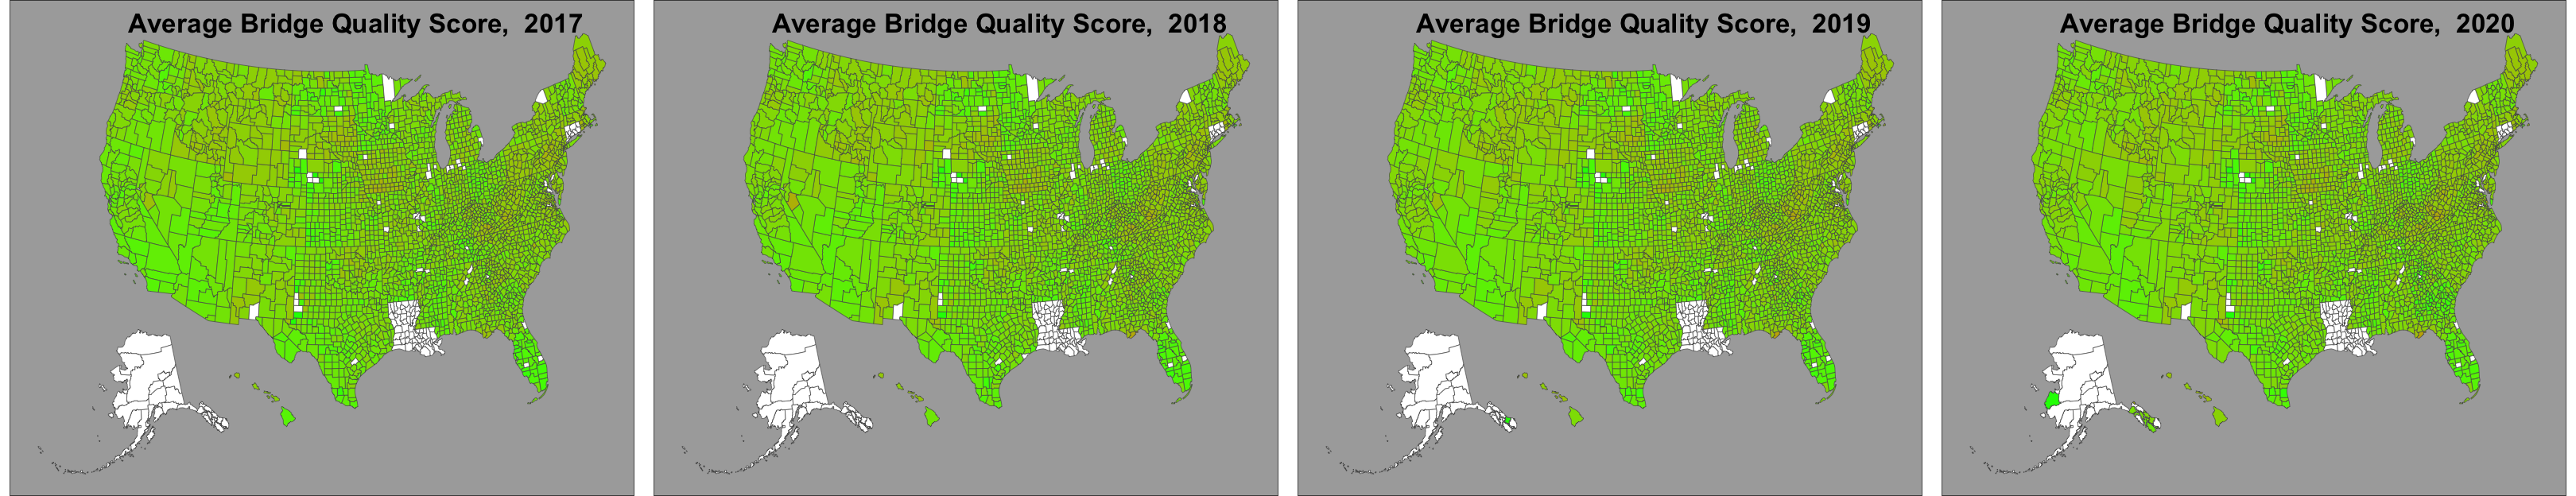 Average Bridge Quality Score,  2017
Average Bridge Quality Score,  2018
Average Bridge Quality Score,  2019
Average Bridge Quality Score,  2020